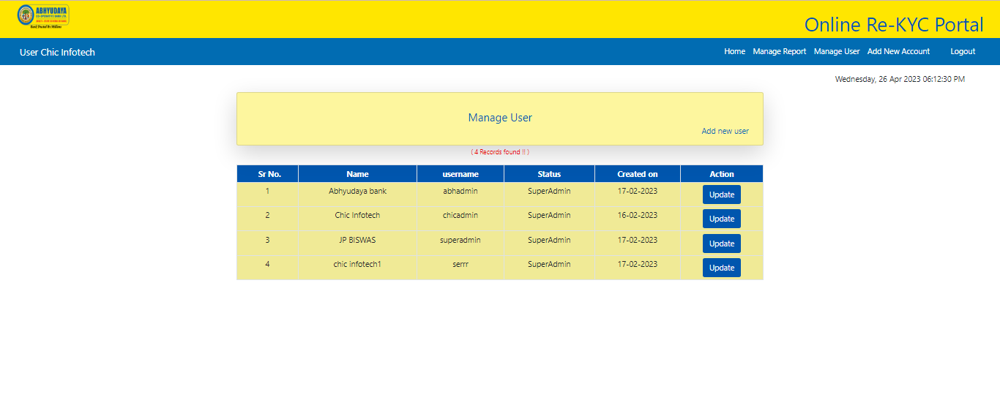 ABHYUDAYA
CO-OPERATIVE BANK LTD.
Online Re-KYC Portal
User Chic Infotech
Home Manage Report Manage User Add New Account Logout
Wednesday, 26 Apr 2023 06:12:30 PM
Manage User
Add new user
( 4 Records found !! )
Sr No. Name username Status Created on Action
1 Abhyudaya bank abhadmin SuperAdmin 17-02-2023 Update
2 Chic Infotech chicadmin SuperAdmin 16-02-2023 Update
3 JP BISWAS superadmin SuperAdmin 17-02-2023 Update
4 chic infotech1 serrr SuperAdmin 17-02-2023 Update